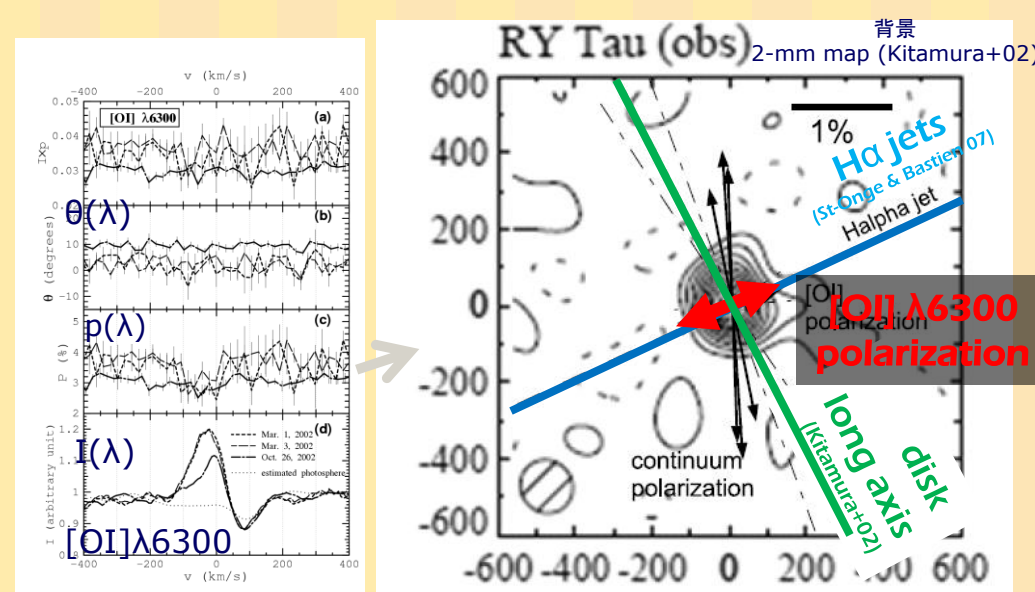 v (km/s)
-400 -200 0 200 400
0.05
[OI] λ6300
(a)
0.04
I×p
0.03
θ(λ)
(b)
θ (degrees)
10
0
-10
p(λ)
(c)
P (%)
5
4
3
2
I(λ)
(d)
I (arbitrary unit)
1.2
1.1
1
0.9
Mar. 1, 2002
Mar. 3, 2002
Oct. 26, 2002
estimated photosphere
[OI]λ6300
-400 -200 0 200 400
v (km/s)
背景
2-mm map (Kitamura+02)
RY Tau (obs)
600
400
200
0
-200
-400
-600
1%
Hα jets
(St-Onge & Bastien 07)
Halpha jet
[OI]
polarization
[OI] λ6300
polarization
continuum
polarization
disk
long axis
(Kitamura+02)
-600 -400 -200 0 200 400 600